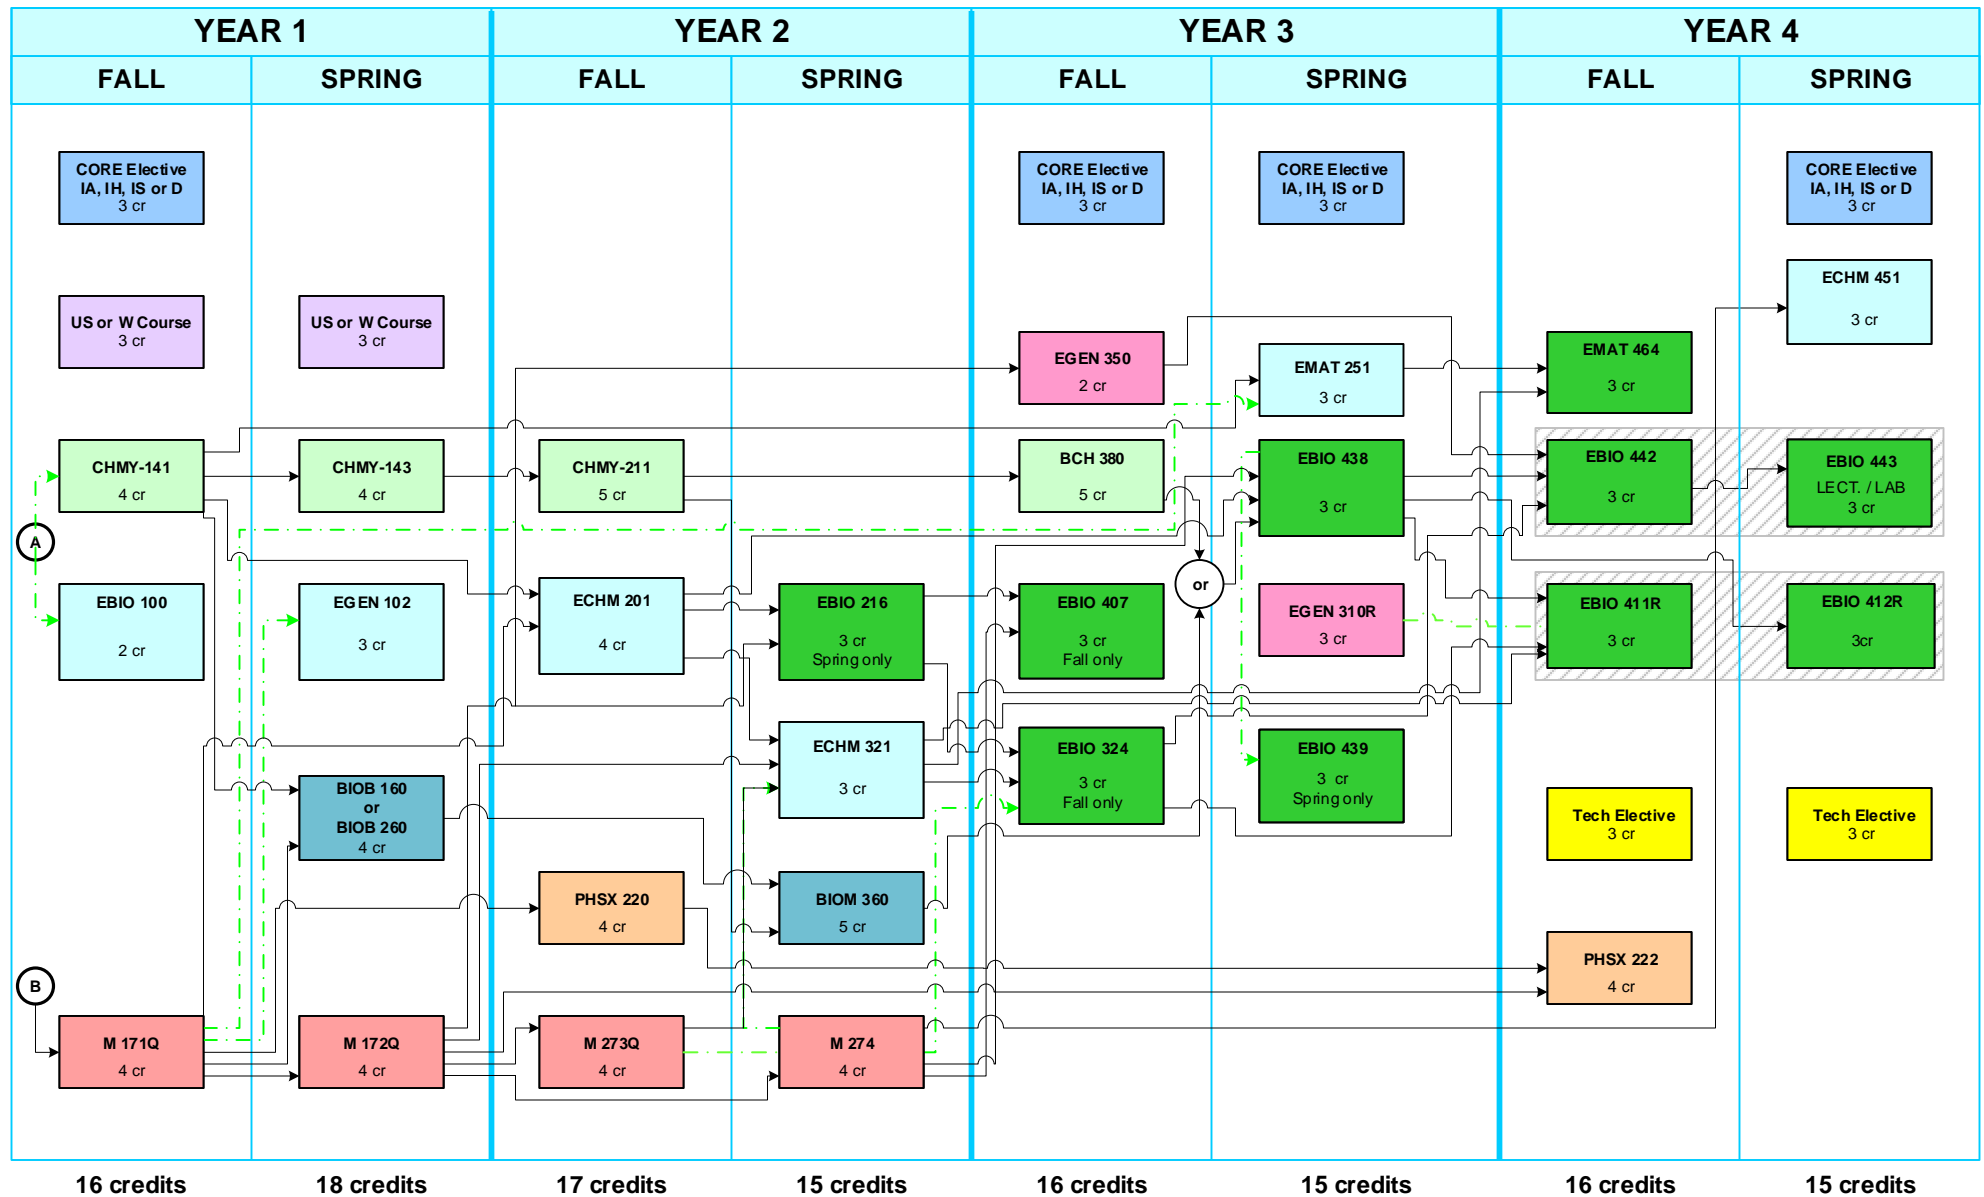 YEAR 1
YEAR 2
YEAR 3
YEAR 4
FALL
SPRING
FALL
SPRING
FALL
SPRING
FALL
SPRING
CORE Elective
IA, IH, IS or D
3 cr
US or W Course
3 cr
CHMY-141
4 cr
A
EBIO 100
2 cr
B
M 171Q
4 cr
US or W Course
3 cr
CHMY-143
4 cr
EGEN 102
3 cr
BIOB 160
or
BIOB 260
4 cr
M 172Q
4 cr
CHMY-211
5 cr
ECHM 201
4 cr
PHSX 220
4 cr
M 273Q
4 cr
EBIO 216
3 cr
Spring only
ECHM 321
3 cr
BIOM 360
5 cr
M 274
4 cr
CORE Elective
IA, IH, IS or D
3 cr
EGEN 350
2 cr
BCH 380
5 cr
or
EBIO 407
3 cr
Fall only
EBIO 324
3 cr
Fall only
CORE Elective
IA, IH, IS or D
3 cr
EMAT 251
3 cr
EBIO 438
3 cr
EGEN 310R
3 cr
EBIO 439
3 cr
Spring only
EMAT 464
3 cr
EBIO 442
3 cr
EBIO 411R
3 cr
Tech Elective
3 cr
PHSX 222
4 cr
CORE Elective
IA, IH, IS or D
3 cr
ECHM 451
3 cr
EBIO 443
LECT. / LAB
3 cr
EBIO 412R
3cr
Tech Elective
3 cr
16 credits
18 credits
17 credits
15 credits
16 credits
15 credits
16 credits
15 credits